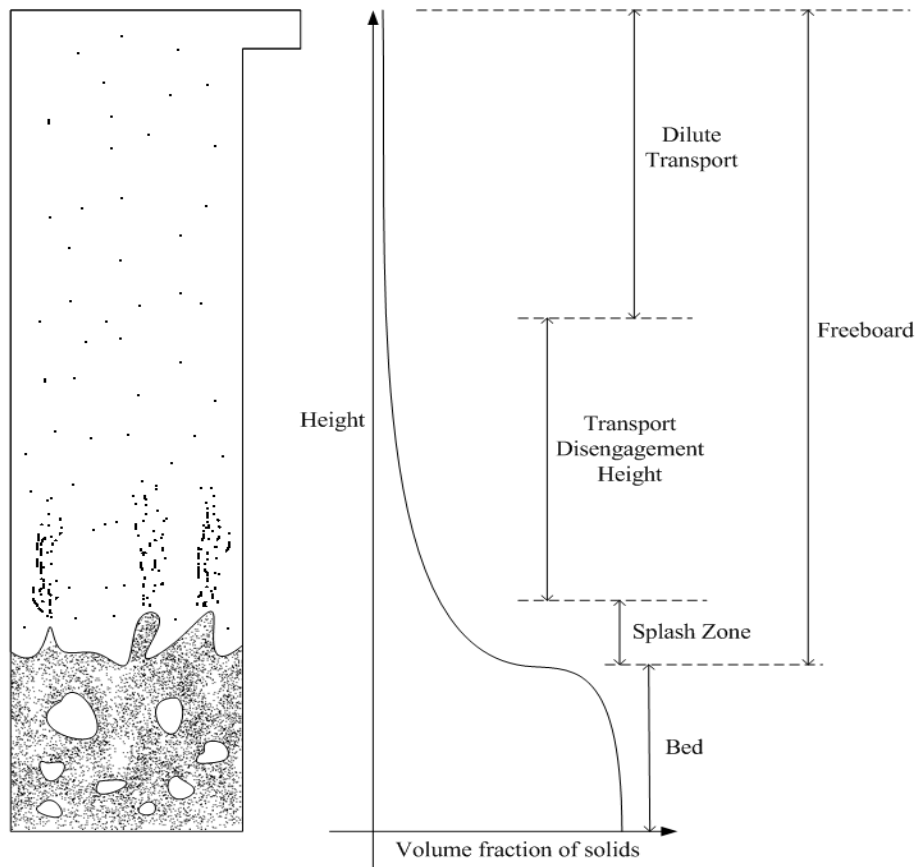 Dilute
Transport
Freeboard
Height
Transport
Disengagement
Height
Splash Zone
Bed
Volume fraction of solids